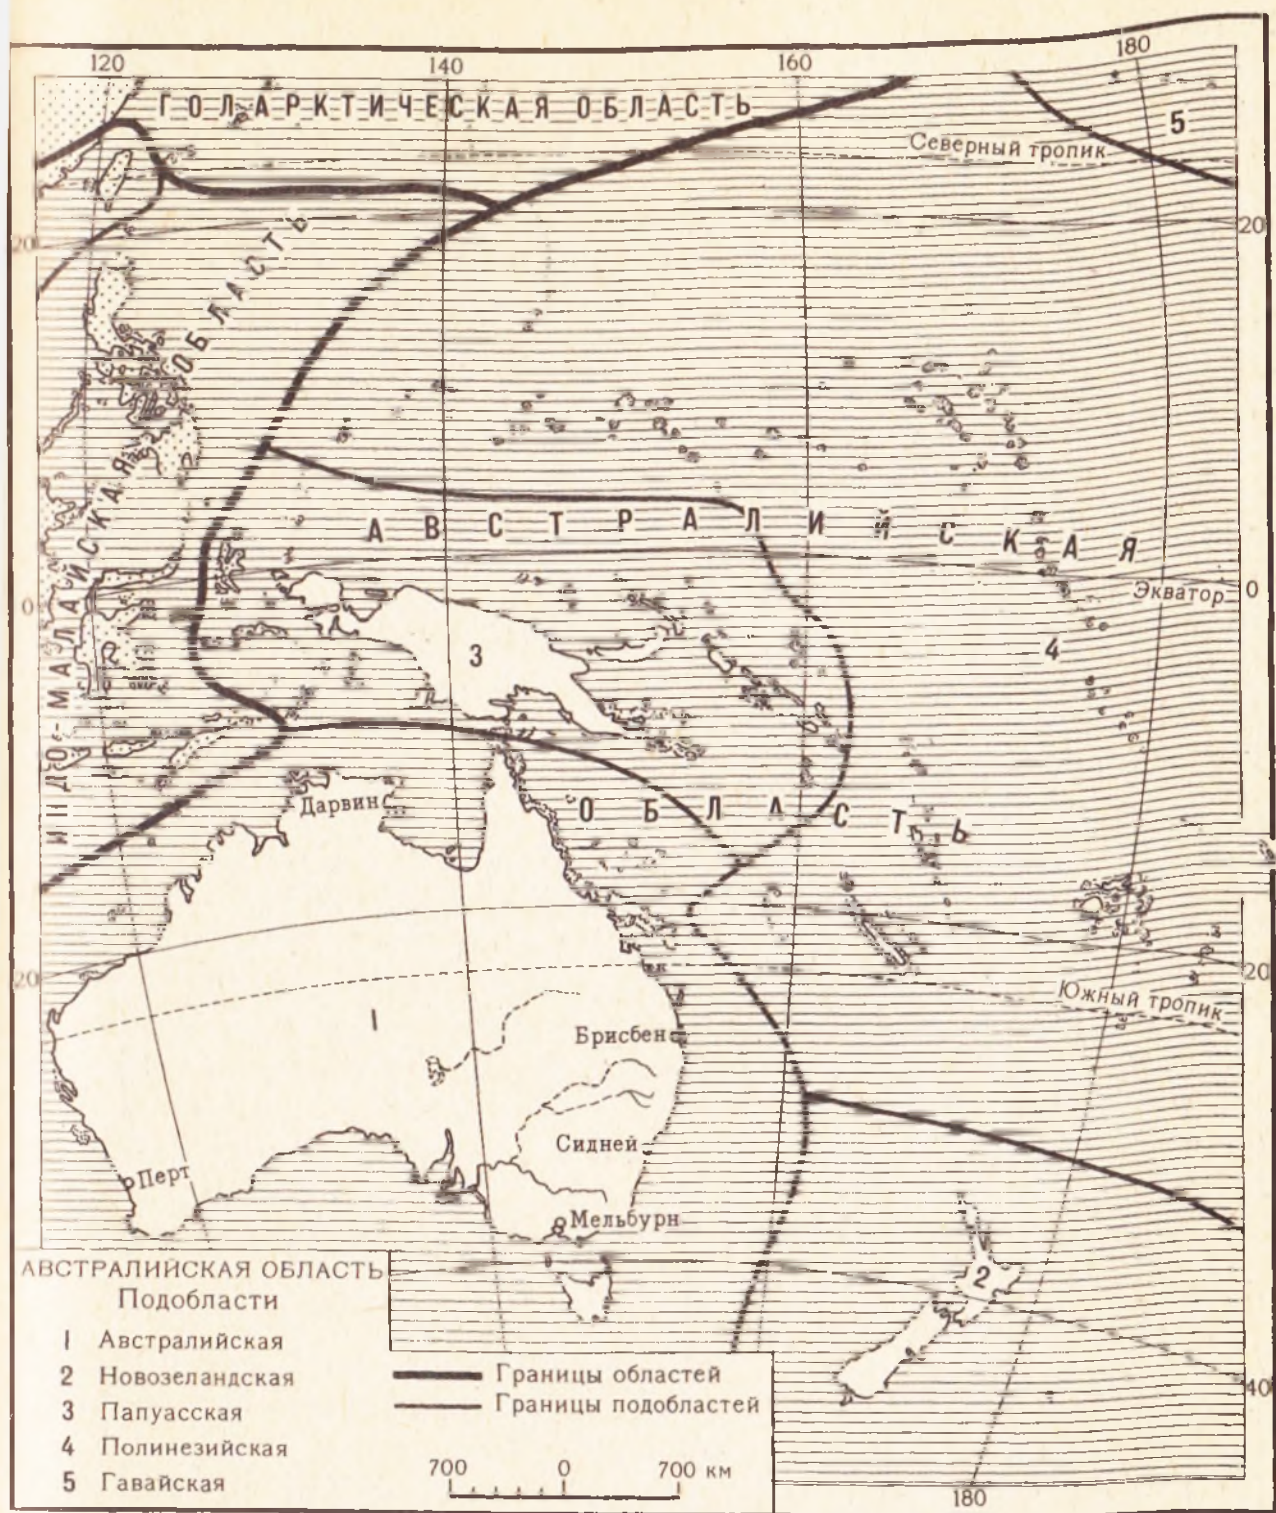 120 140 160 180
ГОЛАРКТИЧЕСКАЯ ОБЛАСТЬ
5
Северный тропик
20 20
ИНДО-МАЛАЙСКАЯ ОБЛАСТЬ
АВСТРАЛИЙСКАЯ
0 Экватор 0
3 4
Дарвин
ОБЛАСТЬ
20 20
Южный тропик
1
Брисбен
Сидней
Перт
Мельбурн
2
АВСТРАЛИЙСКАЯ ОБЛАСТЬ
Подобласти
1 Австралийская
2 Новозеландская
3 Папуасская
4 Полинезийская
5 Гавайская
Границы областей
Границы подобластей
700 0 700 км
40
180